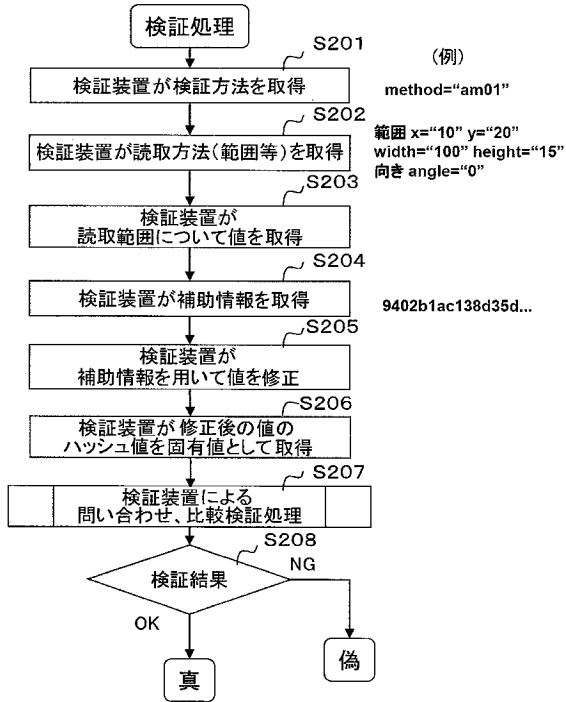 検証処理
S201
（例）
検証装置が検証方法を取得
method=“am01”
S202
検証装置が読取方法（範囲等）を取得
範囲 x=“10” y=“20”
width=“100” height=“15”
向き angle=“0”
S203
検証装置が
読取範囲について値を取得
S204
検証装置が補助情報を取得
9402b1ac138d35d...
S205
検証装置が
補助情報を用いて値を修正
S206
検証装置が修正後の値の
ハッシュ値を固有値として取得
S207
検証装置による
問い合わせ、比較検証処理
S208
検証結果
NG
OK
偽
真